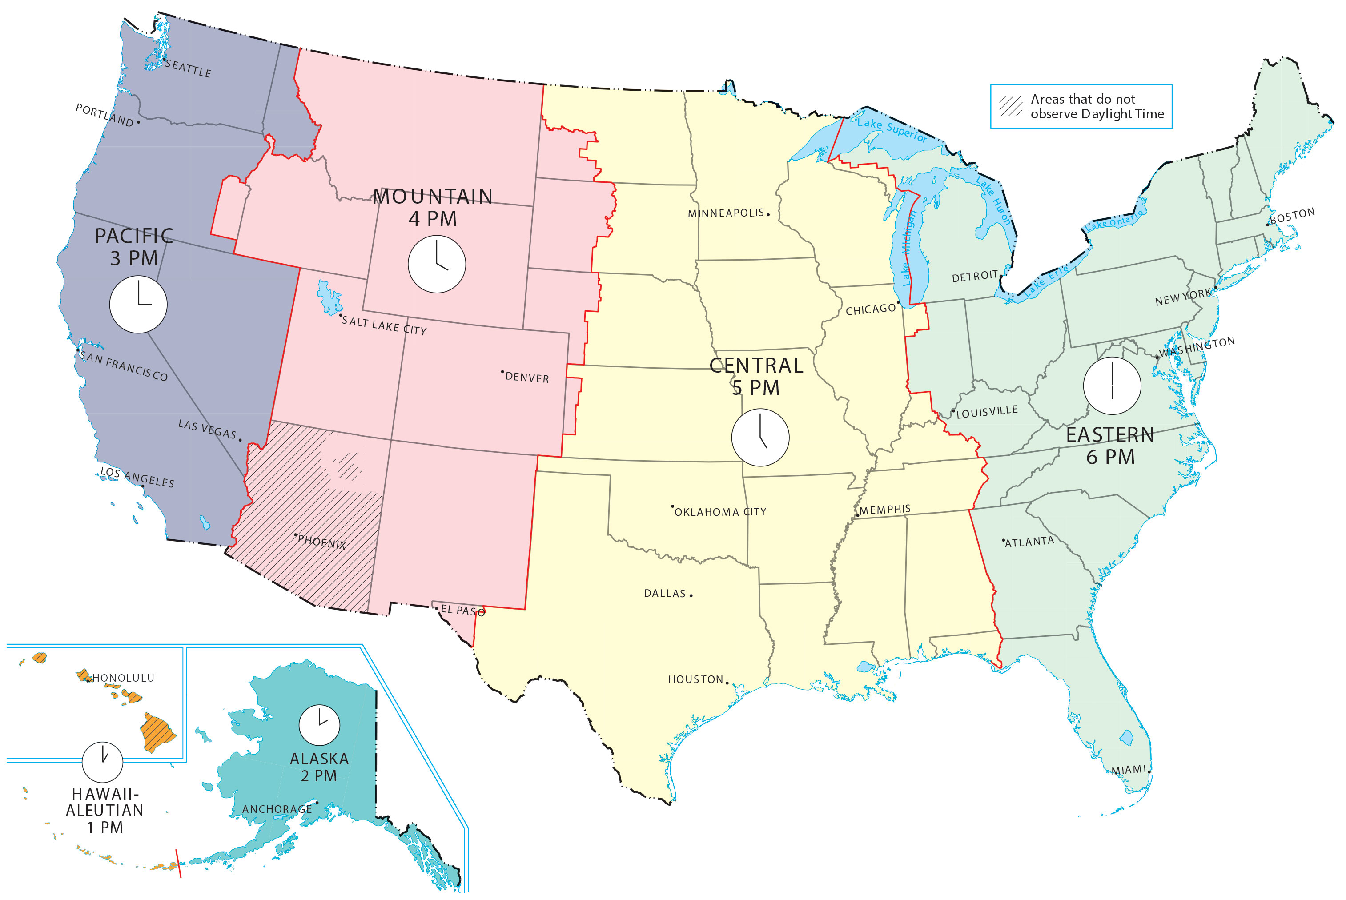 Areas that do not
observe Daylight Time
SEATTLE
PORTLAND
Lake Superior
MOUNTAIN
4 PM
MINNEAPOLIS
Lake Huron
Lake Michigan
Lake Ontario
BOSTON
PACIFIC
3 PM
DETROIT
Lake Erie
NEW YORK
CHICAGO
SALT LAKE CITY
WASHINGTON
SAN FRANCISCO
DENVER
CENTRAL
5 PM
LOUISVILLE
LAS VEGAS
EASTERN
6 PM
LOS ANGELES
OKLAHOMA CITY
MEMPHIS
PHOENIX
ATLANTA
DALLAS
EL PASO
HONOLULU
HOUSTON
ALASKA
2 PM
MIAMI
HAWAII-
ALEUTIAN
1 PM
ANCHORAGE